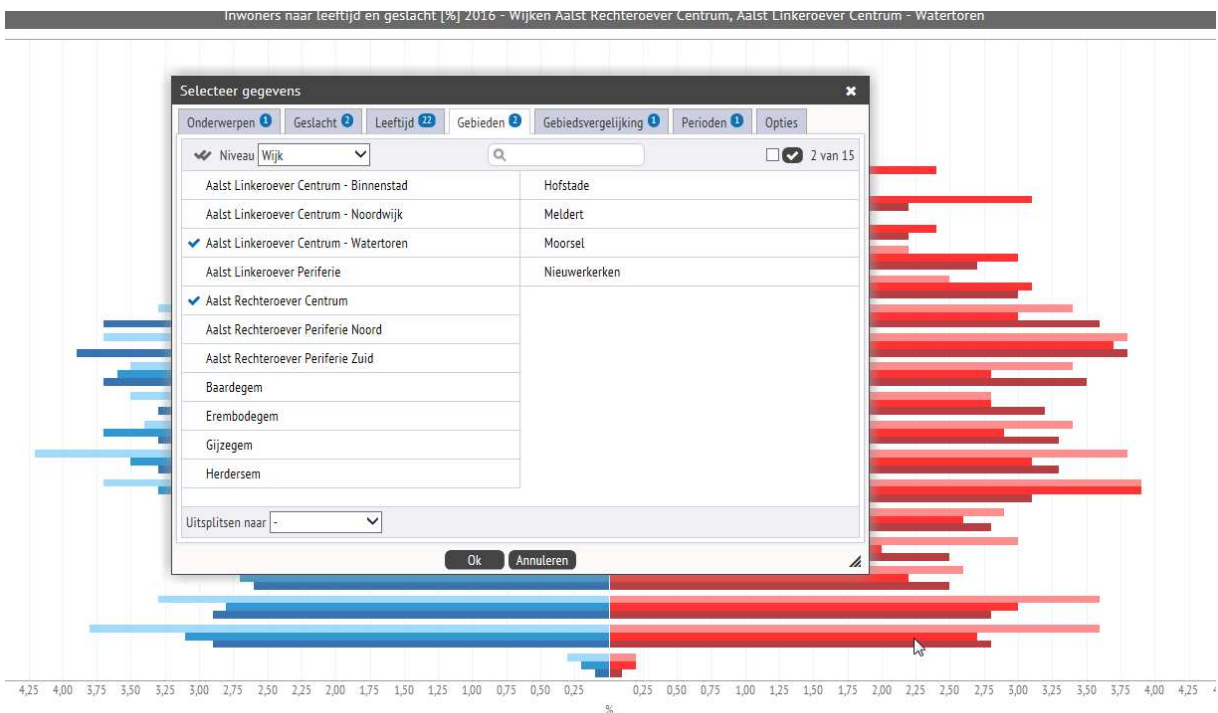 Inwoners naar leeftijd en geslacht [%] 2016 - Wijken Aalst Rechteroever Centrum, Aalst Linkeroever Centrum - Watertoren
Selecteer gegevens
Onderwerpen 1 Geslacht 2 Leeftijd 22 Gebieden 2 Gebiedsvergelijking 1 Perioden 1 Opties
Niveau Wijk 2 van 15
Aalst Linkeroever Centrum - Binnenstad Hofstade
Aalst Linkeroever Centrum - Noordwijk Meldert
Aalst Linkeroever Centrum - Watertoren Moorsel
Aalst Linkeroever Periferie Nieuwerkerken
Aalst Rechteroever Centrum
Aalst Rechteroever Periferie Noord
Aalst Rechteroever Periferie Zuid
Baardegem
Erembodegem
Gijzegem
Herdersem
Uitsplitsen naar -
Ok Annuleren
4,25 4,00 3,75 3,50 3,25 3,00 2,75 2,50 2,25 2,00 1,75 1,50 1,25 1,00 0,75 0,50 0,25 0,25 0,50 0,75 1,00 1,25 1,50 1,75 2,00 2,25 2,50 2,75 3,00 3,25 3,50 3,75 4,00 4,25
%